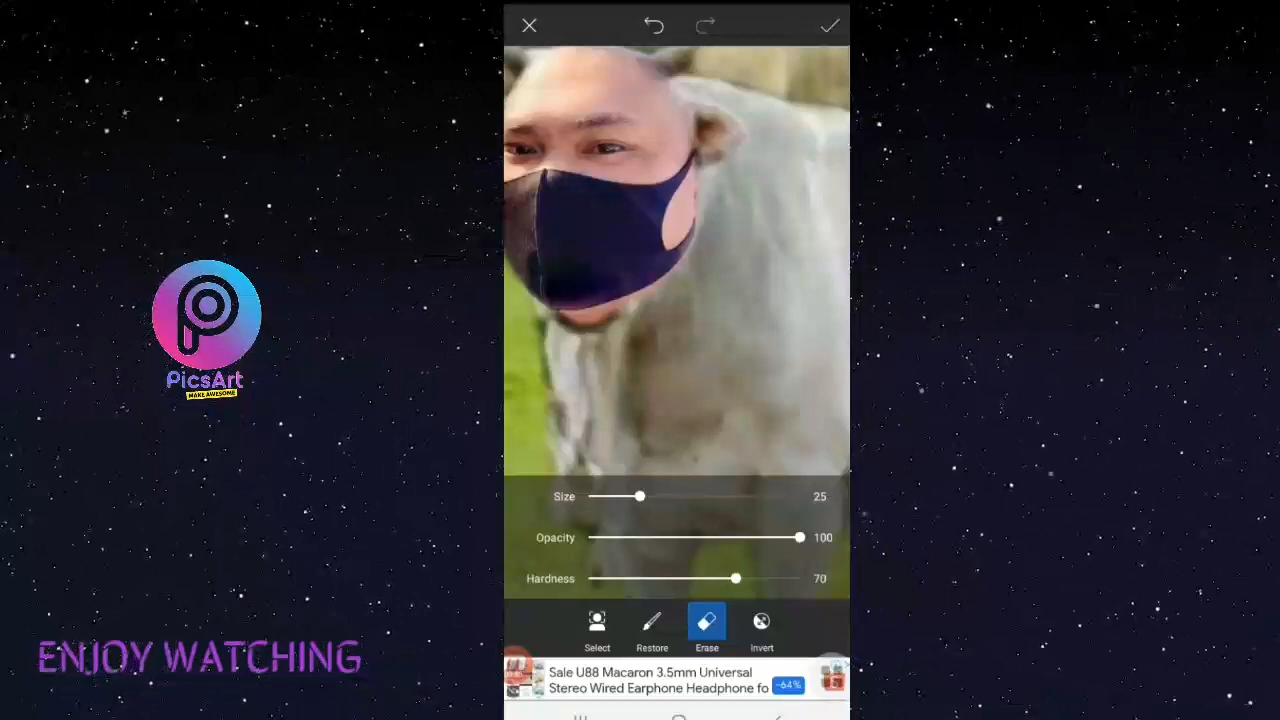 PicsArt
MAKE AWESOME
ENJOY WATCHING
Size 25
Opacity 100
Hardness 70
Select Restore Erase Invert
Sale U88 Macaron 3.5mm Universal
Stereo Wired Earphone Headphone fo -64%